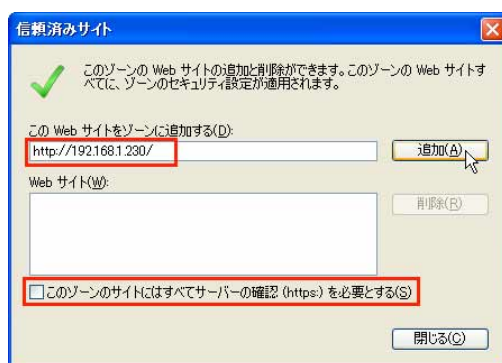 信頼済みサイト
このゾーンの Web サイトの追加と削除ができます。このゾーンの Web サイトす
べてに、ゾーンのセキュリティ設定が適用されます。
この Web サイトをゾーンに追加する(D):
http://192.168.1.230/
追加(A)
Web サイト(W):
削除(R)
このゾーンのサイトにはすべてサーバーの確認 (https:) を必要とする(S)
閉じる(C)